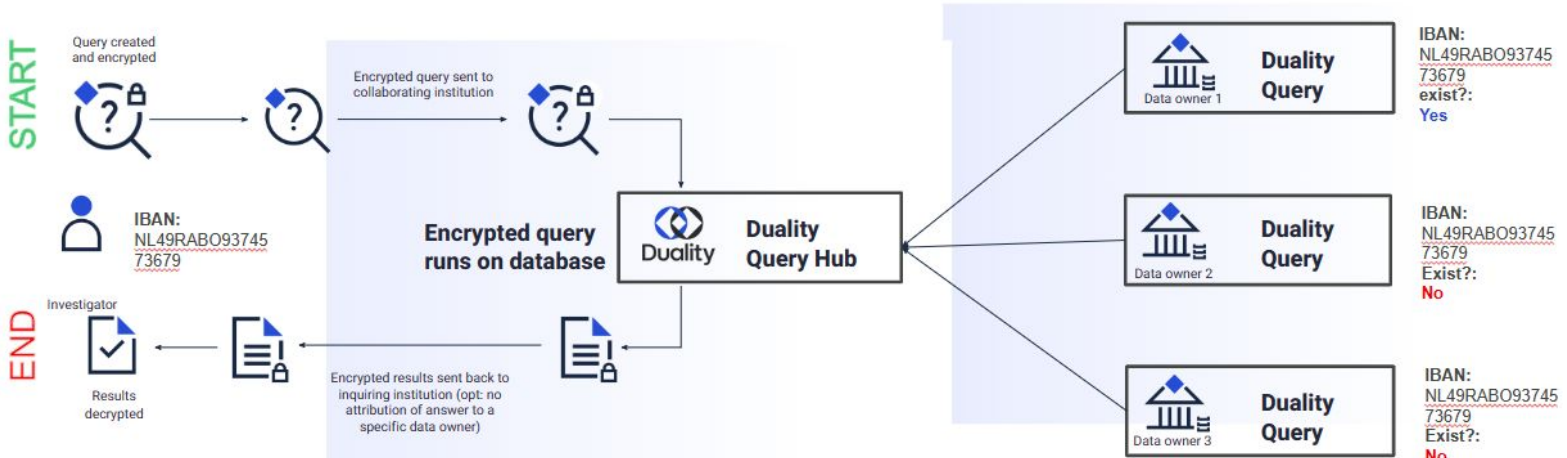 START
Query created
and encrypted
?
?
Encrypted query sent to
collaborating institution
?
IBAN:
NL49RABO93745
73679
Investigator
Encrypted query
runs on database
Duality
Duality
Query Hub
END
Results
decrypted
Encrypted results sent back to
inquiring institution (opt: no
attribution of answer to a
specific data owner)
Data owner 1
Duality
Query
IBAN:
NL49RABO93745
73679
exist?:
Yes
Data owner 2
Duality
Query
IBAN:
NL49RABO93745
73679
Exist?:
No
Data owner 3
Duality
Query
IBAN:
NL49RABO93745
73679
Exist?:
No